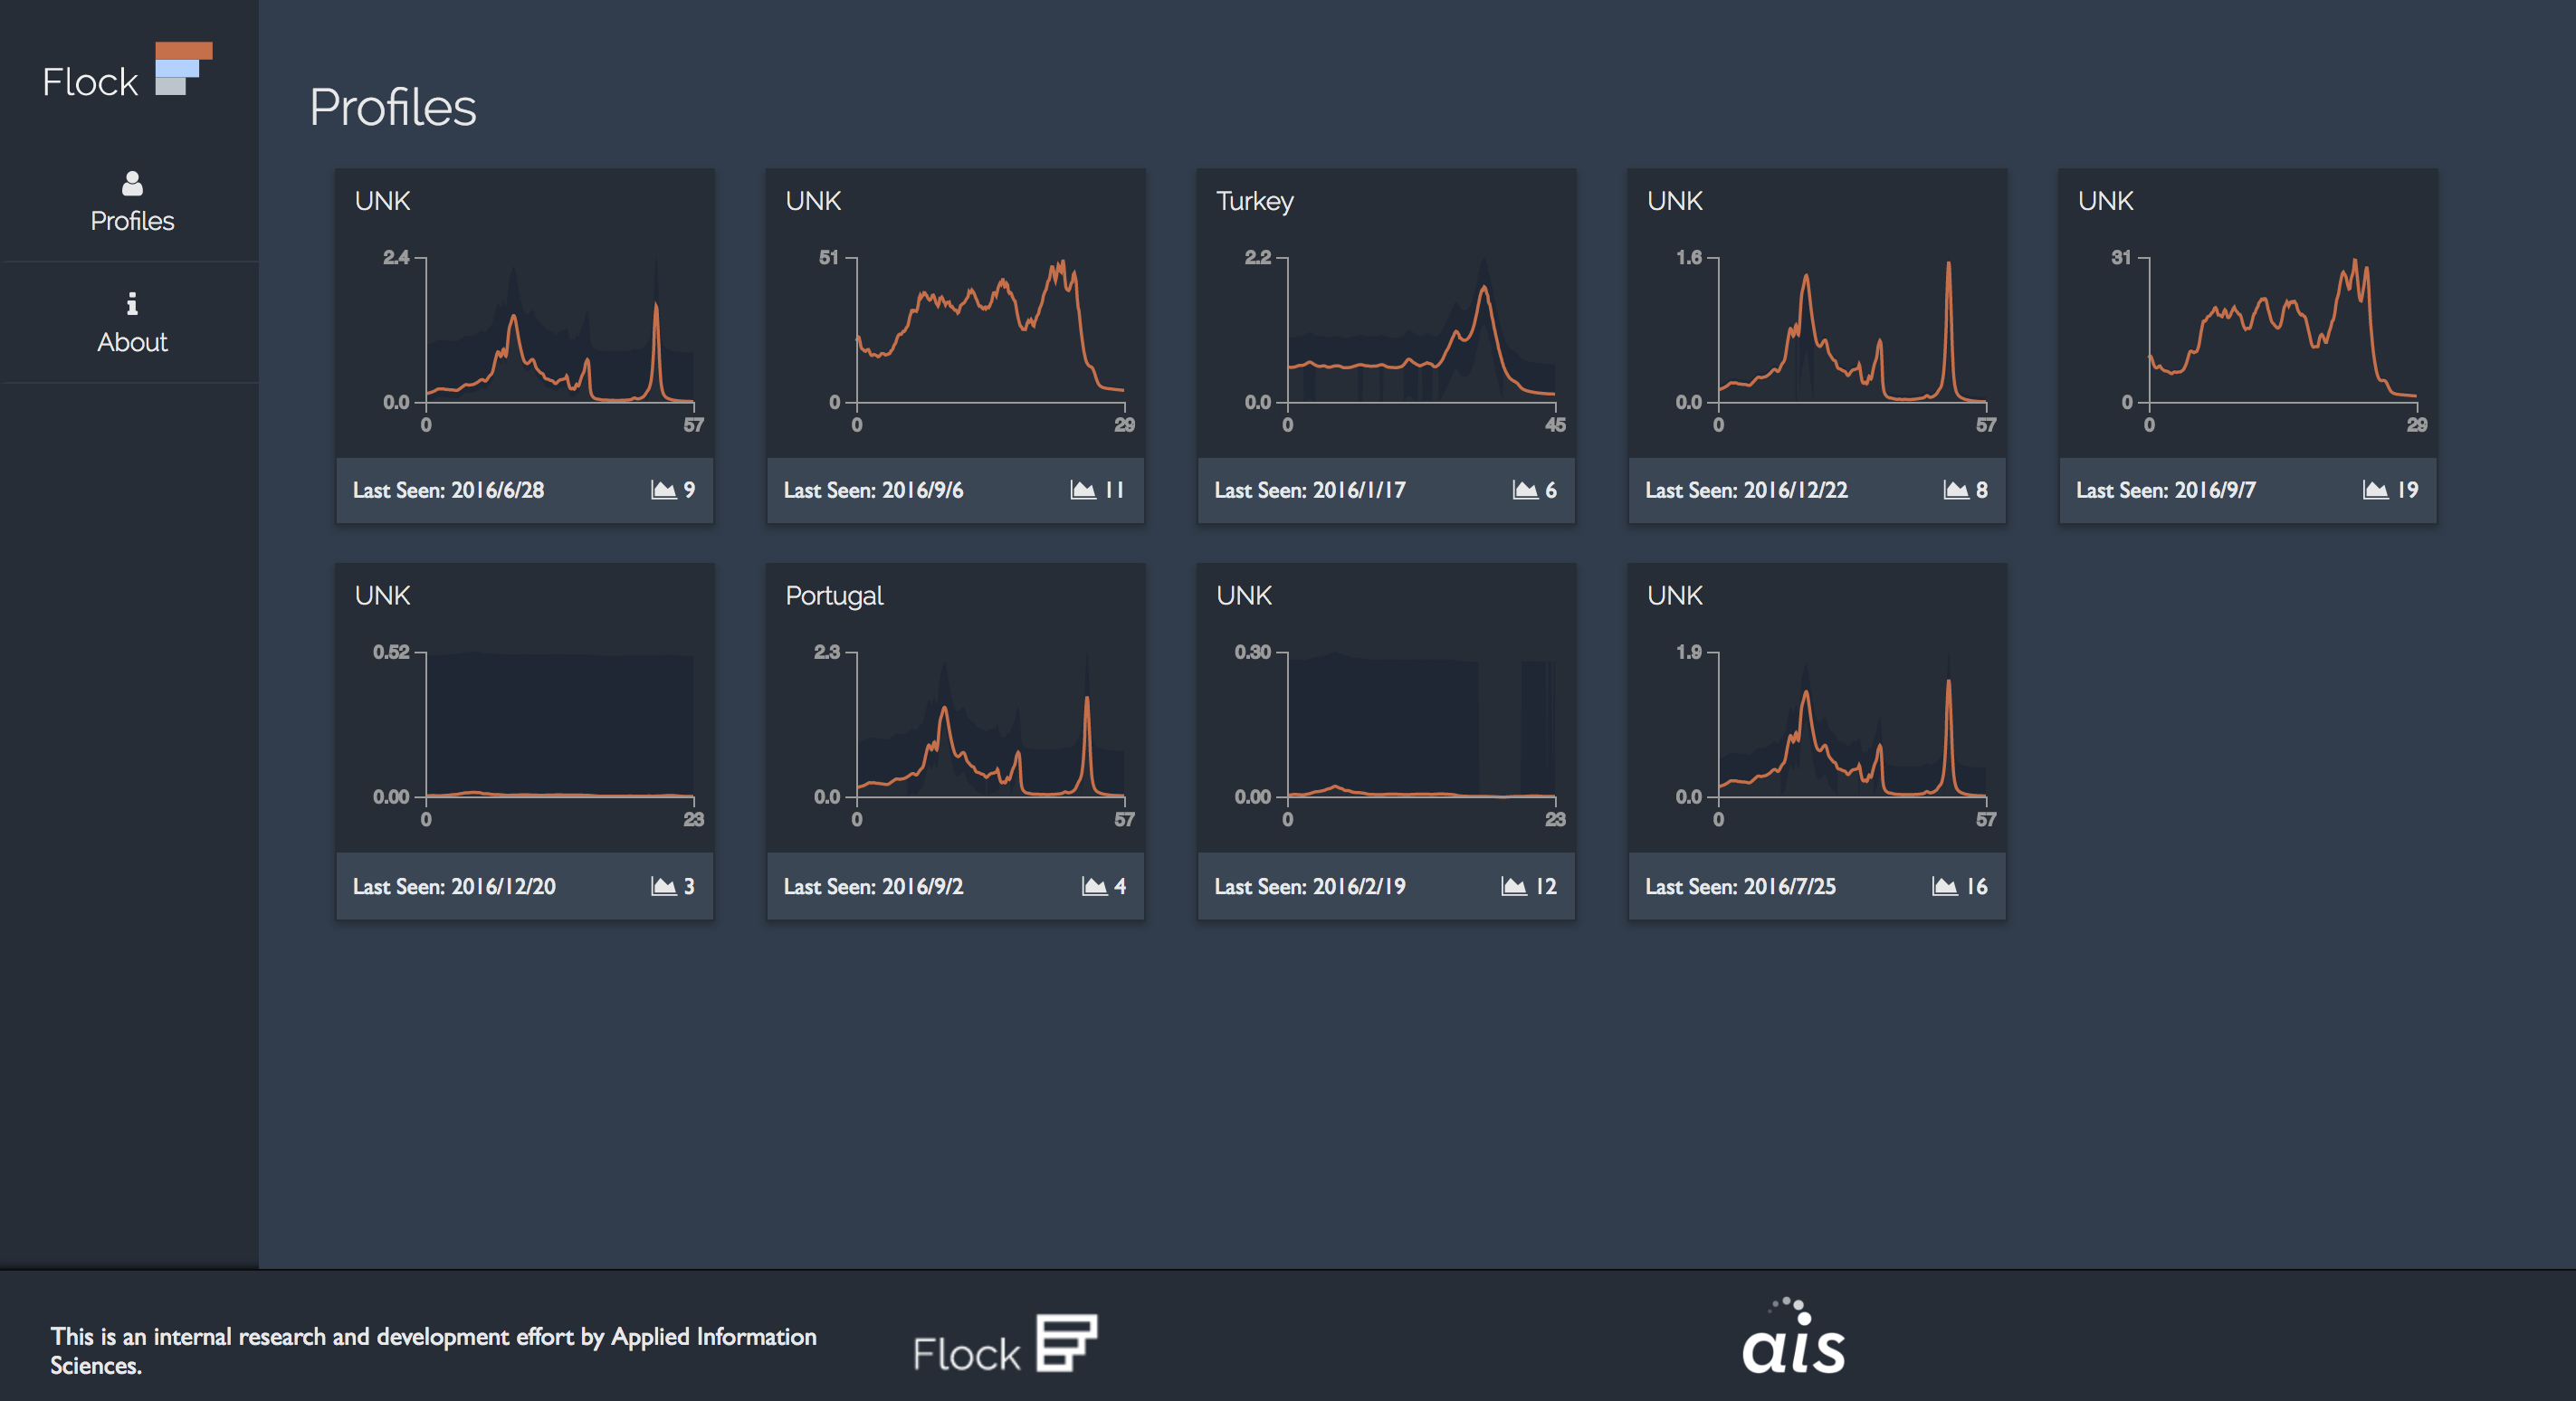 Flock
Profiles
About
Profiles
UNK
2.4
0.0
0
57
Last Seen: 2016/6/28
9
UNK
51
0
0
29
Last Seen: 2016/9/6
11
Turkey
2.2
0.0
0
45
Last Seen: 2016/1/17
6
UNK
1.6
0.0
0
57
Last Seen: 2016/12/22
8
UNK
31
0
0
29
Last Seen: 2016/9/7
19
UNK
0.52
0.00
0
23
Last Seen: 2016/12/20
3
Portugal
2.3
0.0
0
57
Last Seen: 2016/9/2
4
UNK
0.30
0.00
0
23
Last Seen: 2016/2/19
12
UNK
1.9
0.0
0
57
Last Seen: 2016/7/25
16
This is an internal research and development effort by Applied Information
Sciences.
Flock
ais